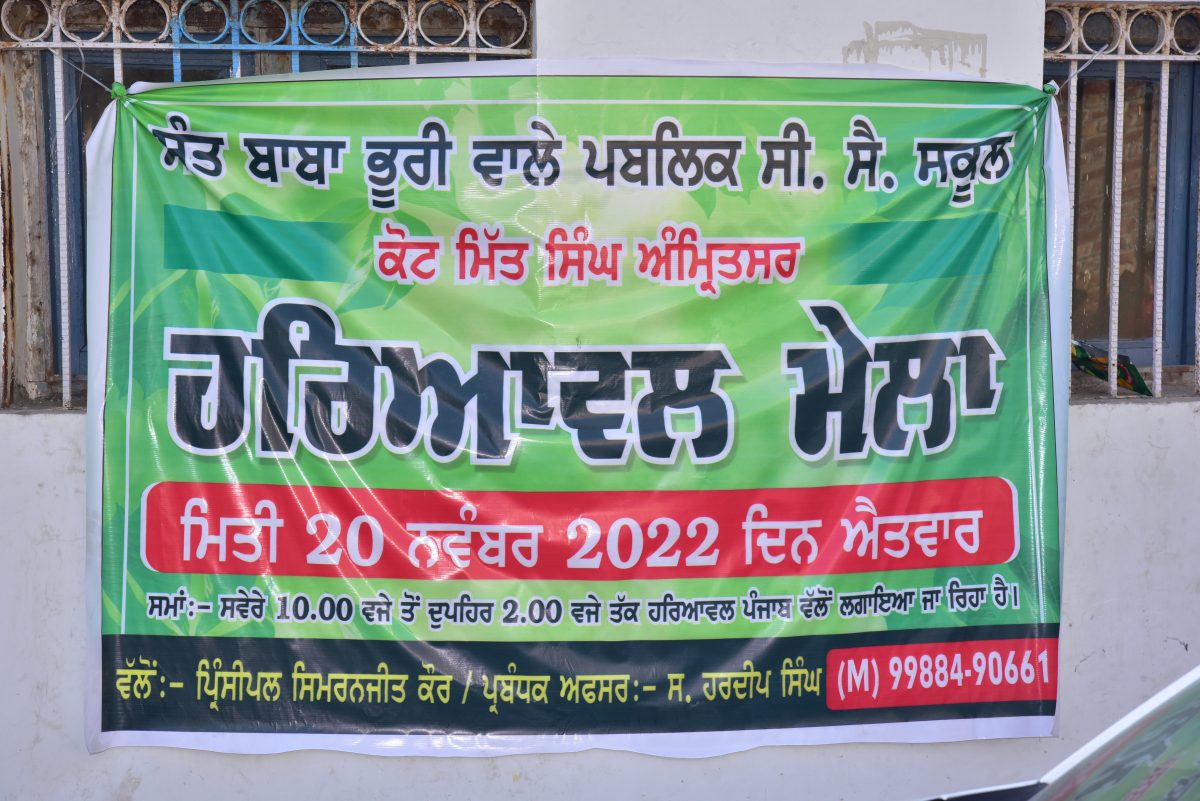 ਸੰਤ ਬਾਬਾ ਭੂਰੀ ਵਾਲੇ ਪਬਲਿਕ ਸੀ. ਸੈ. ਸਕੂਲ
ਕੋਟ ਮਿੱਤ ਸਿੰਘ ਅੰਮ੍ਰਿਤਸਰ
ਹਰਿਆਵਲ ਮੇਲਾ
ਮਿਤੀ 20 ਨਵੰਬਰ 2022 ਦਿਨ ਐਤਵਾਰ
ਸਮਾਂ:- ਸਵੇਰੇ 10.00 ਵਜੇ ਤੋਂ ਦੁਪਹਿਰ 2.00 ਵਜੇ ਤੱਕ ਹਰਿਆਵਲ ਪੰਜਾਬ ਵੱਲੋਂ ਲਗਾਇਆ ਜਾ ਰਿਹਾ ਹੈ।
ਵੱਲੋਂ:- ਪ੍ਰਿੰਸੀਪਲ ਸਿਮਰਨਜੀਤ ਕੌਰ / ਪ੍ਰਬੰਧਕ ਅਫਸਰ:- ਸ. ਹਰਦੀਪ ਸਿੰਘ (M) 99884-90661